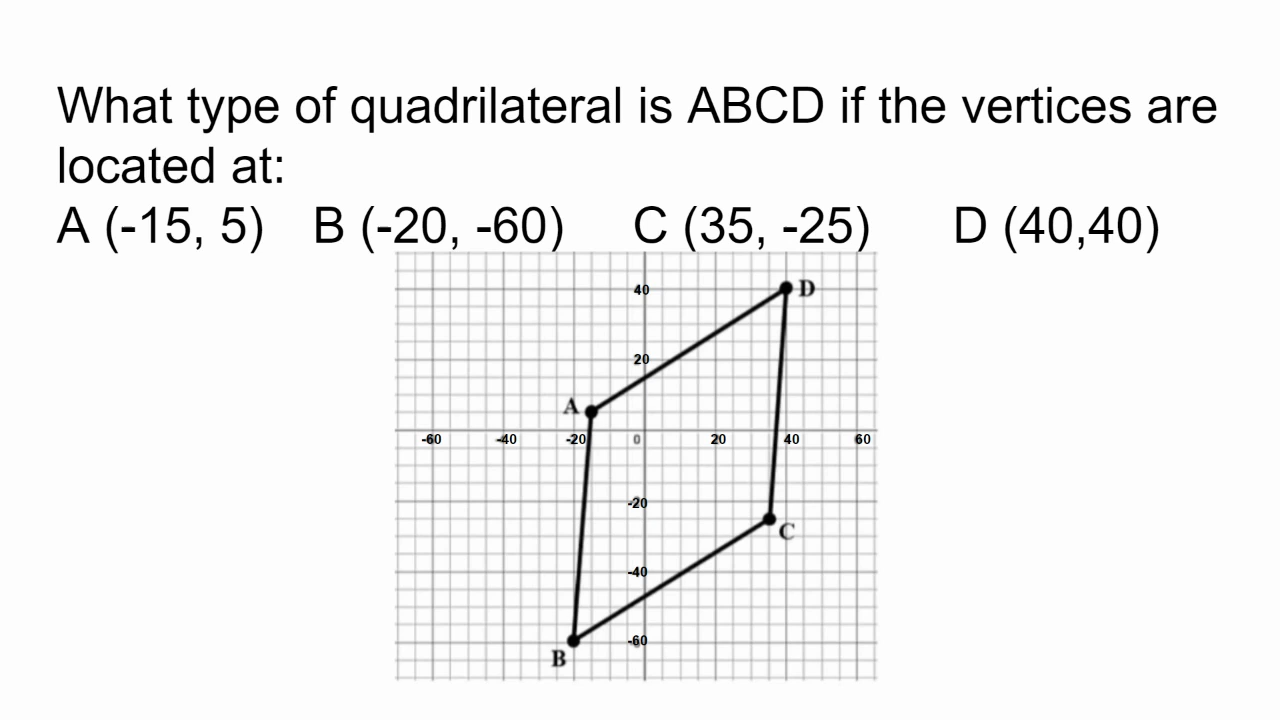 What type of quadrilateral is ABCD if the vertices are
located at:
A (-15, 5) B (-20, -60) C (35, -25) D (40,40)
40 D
20
A
-60 -40 -20 0 20 40 60
-20
C
-40
-60
B